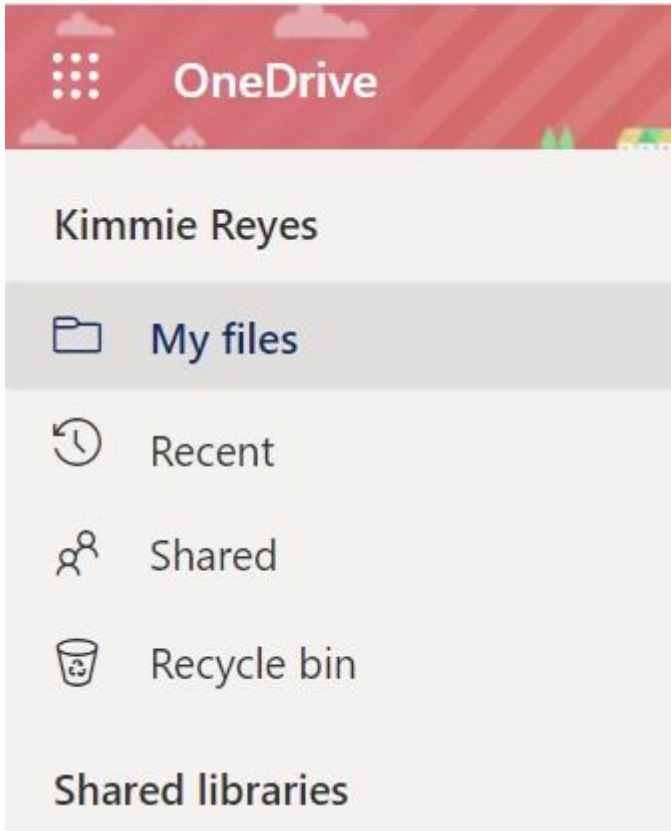 OneDrive
Kimmie Reyes
My files
Recent
Shared
Recycle bin
Shared libraries